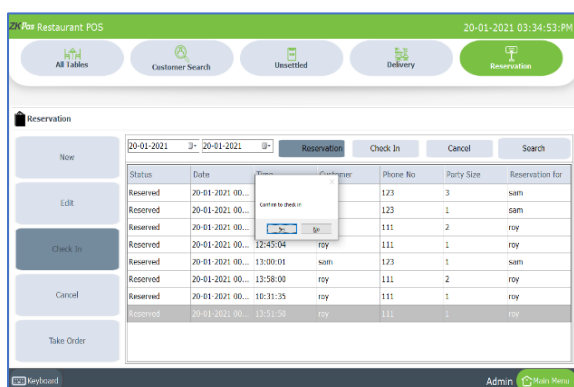 ZKPos Restaurant POS 20-01-2021 03:34:53:PM
All Tables Customer Search Unsettled Delivery Reservation
Reservation
New
Edit
Check In
Cancel
Take Order
20-01-2021 20-01-2021 Reservation Check In Cancel Search
Status Date Time Customer Phone No Party Size Reservation for
Reserved 20-01-2021 00... 123 3 sam
Reserved 20-01-2021 00... 123 1 sam
Reserved 20-01-2021 00... 111 2 roy
Reserved 20-01-2021 00... 12:45:04 roy 111 1 roy
Reserved 20-01-2021 00... 13:00:01 sam 123 1 sam
Reserved 20-01-2021 00... 13:58:00 roy 111 2 roy
Reserved 20-01-2021 00... 10:31:35 roy 111 1 roy
Reserved 20-01-2021 00... 13:51:50 roy 111 1 roy
Confirm to check in
Yes No
Keyboard Admin Main Menu